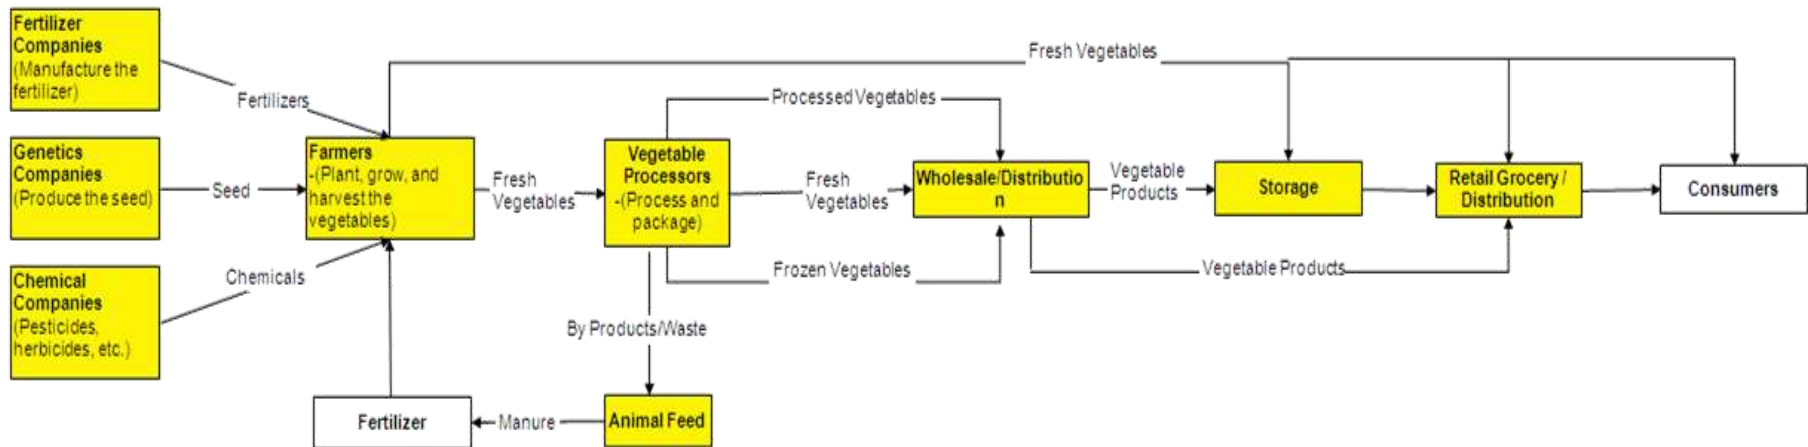 Fertilizer
Companies
(Manufacture the
fertilizer)
Fertilizers
Genetics
Companies
(Produce the seed)
Seed
Chemical
Companies
(Pesticides,
herbicides, etc.)
Chemicals
Farmers
-(Plant, grow, and
harvest the
vegetables)
Fresh Vegetables
Fresh
Vegetables
Vegetable
Processors
-(Process and
package)
Processed Vegetables
Fresh
Vegetables
Frozen Vegetables
By Products/Waste
Animal Feed
Manure
Fertilizer
Wholesale/Distributio
n
Vegetable
Products
Vegetable Products
Storage
Retail Grocery /
Distribution
Consumers